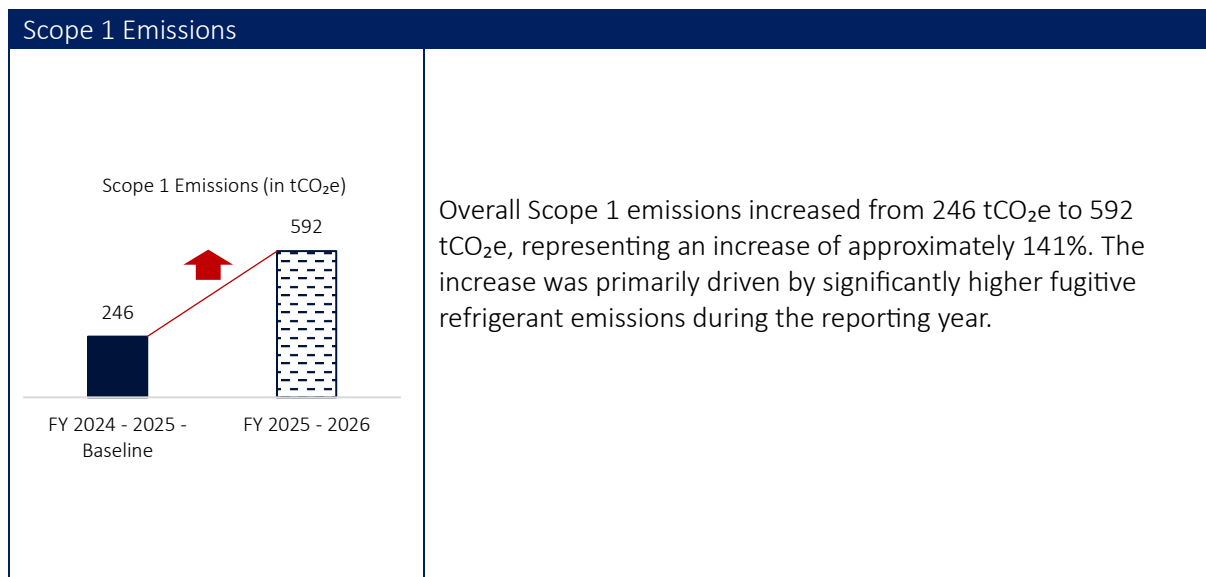 Scope 1 Emissions
Scope 1 Emissions (in tCO₂e)
592
246
FY 2024 - 2025 -
Baseline
FY 2025 - 2026
Overall Scope 1 emissions increased from 246 tCO₂e to 592
tCO₂e, representing an increase of approximately 141%. The
increase was primarily driven by significantly higher fugitive
refrigerant emissions during the reporting year.